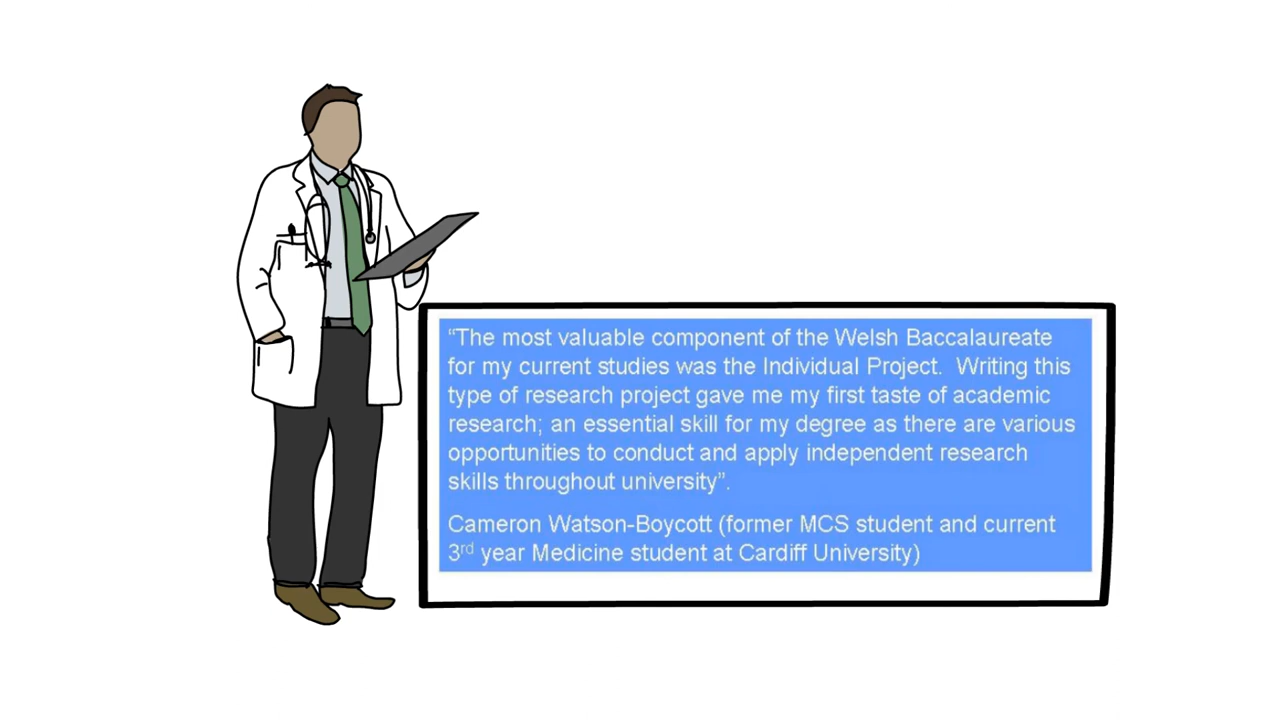 “The most valuable component of the Welsh Baccalaureate
for my current studies was the Individual Project.  Writing this
type of research project gave me my first taste of academic
research; an essential skill for my degree as there are various
opportunities to conduct and apply independent research
skills throughout university”.
Cameron Watson-Boycott (former MCS student and current
3rd year Medicine student at Cardiff University)